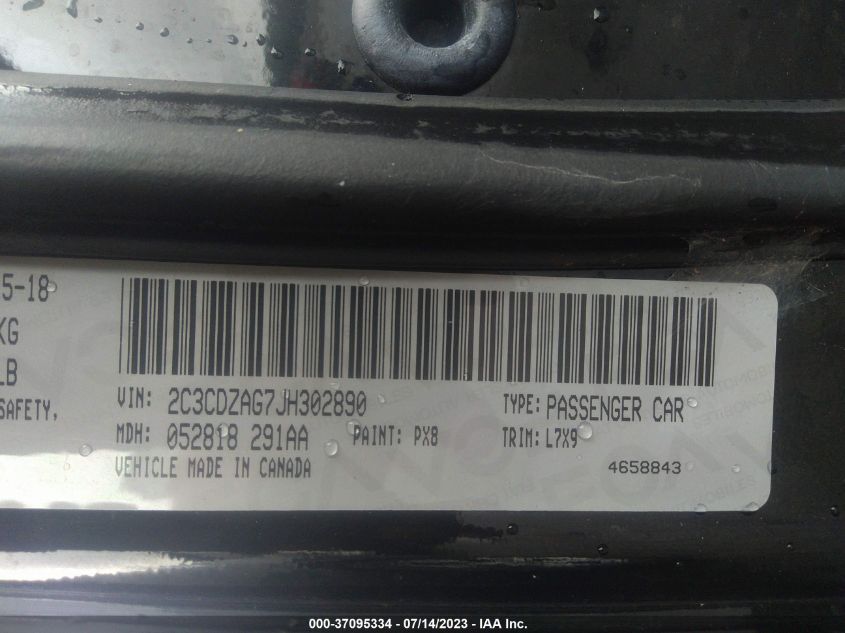 5-18
KG
LB
SAFETY.
VIN: 2C3CDZAG7JH302890 TYPE: PASSENGER CAR
MDH: 052818 291AA PAINT: PX8 TRIM: L7X9
VEHICLE MADE IN CANADA 4658843
000-37095334 - 07/14/2023 - IAA Inc.